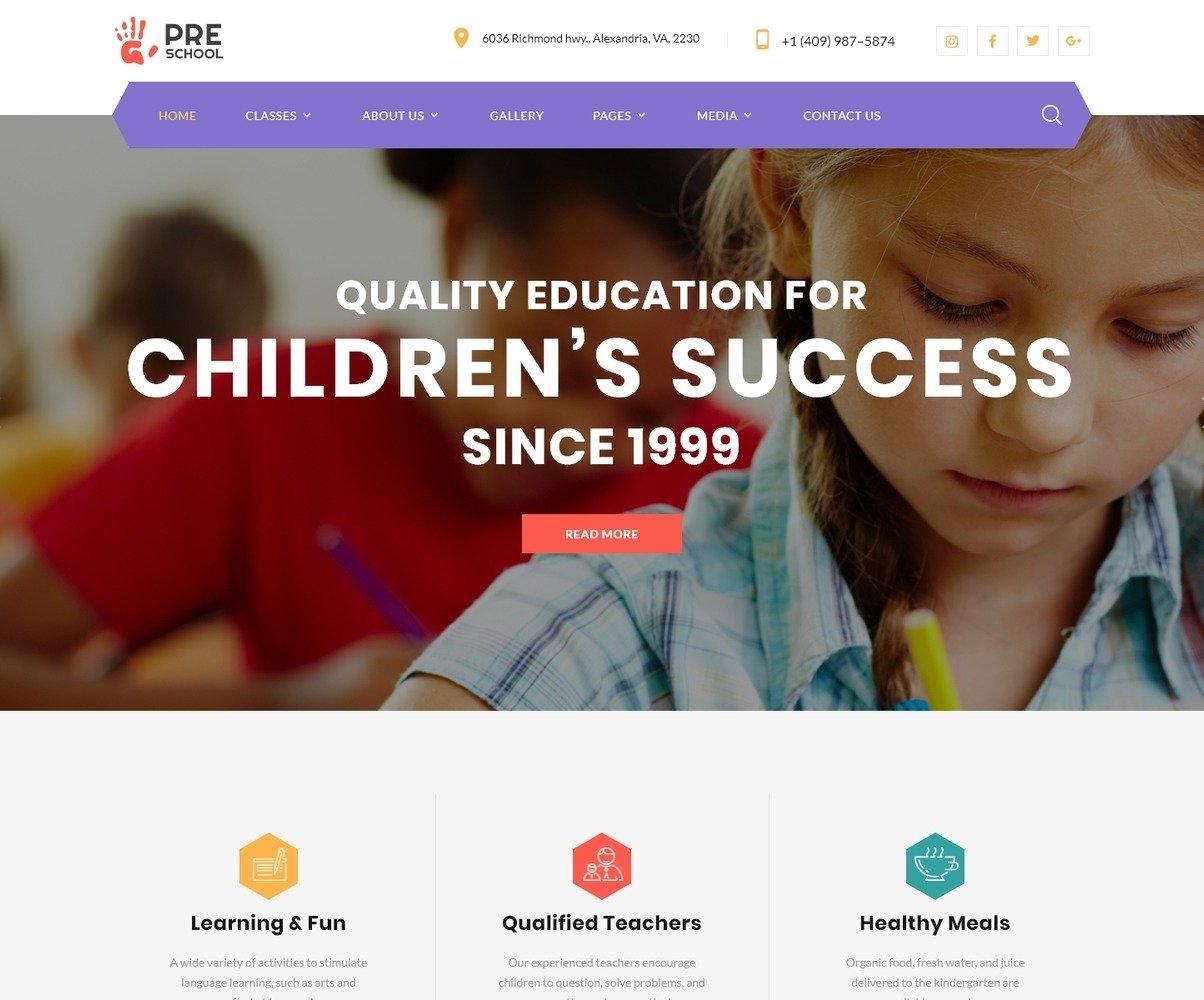 PRE
SCHOOL
6036 Richmond hwy., Alexandria, VA, 2230
+1 (409) 987–5874
HOME
CLASSES
ABOUT US
GALLERY
PAGES
MEDIA
CONTACT US
QUALITY EDUCATION FOR
CHILDREN’S SUCCESS
SINCE 1999
READ MORE
Learning & Fun
A wide variety of activities to stimulate
language learning, such as arts and
Qualified Teachers
Our experienced teachers encourage
children to question, solve problems, and
Healthy Meals
Organic food, fresh water, and juice
delivered to the kindergarten are